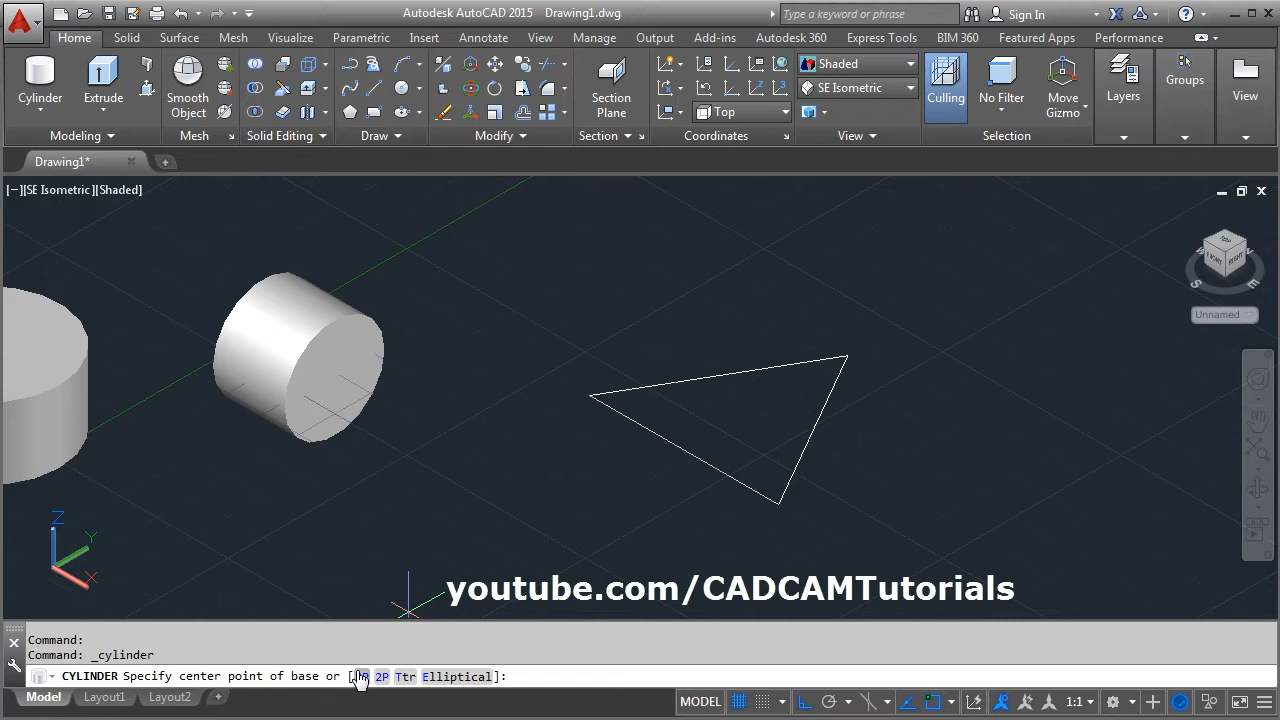 Autodesk AutoCAD 2015 Drawing1.dwg
Type a keyword or phrase
Sign In
Home Solid Surface Mesh Visualize Parametric Insert Annotate View Manage Output Add-ins Autodesk 360 Express Tools BIM 360 Featured Apps Performance
Shaded
SE Isometric
Top
Cylinder
Extrude
Smooth
Object
Section
Plane
Culling
No Filter
Move
Gizmo
Layers
Groups
View
Modeling
Mesh
Solid Editing
Draw
Modify
Section
Coordinates
View
Selection
Drawing1*
[−][SE Isometric][Shaded]
TOP
FRONT
RIGHT
S
E
Unnamed
Z
Y
X
youtube.com/CADCAMTutorials
Command:
Command: _cylinder
CYLINDER Specify center point of base or [ 2P Ttr Elliptical]:
Model Layout1 Layout2
MODEL
1:1